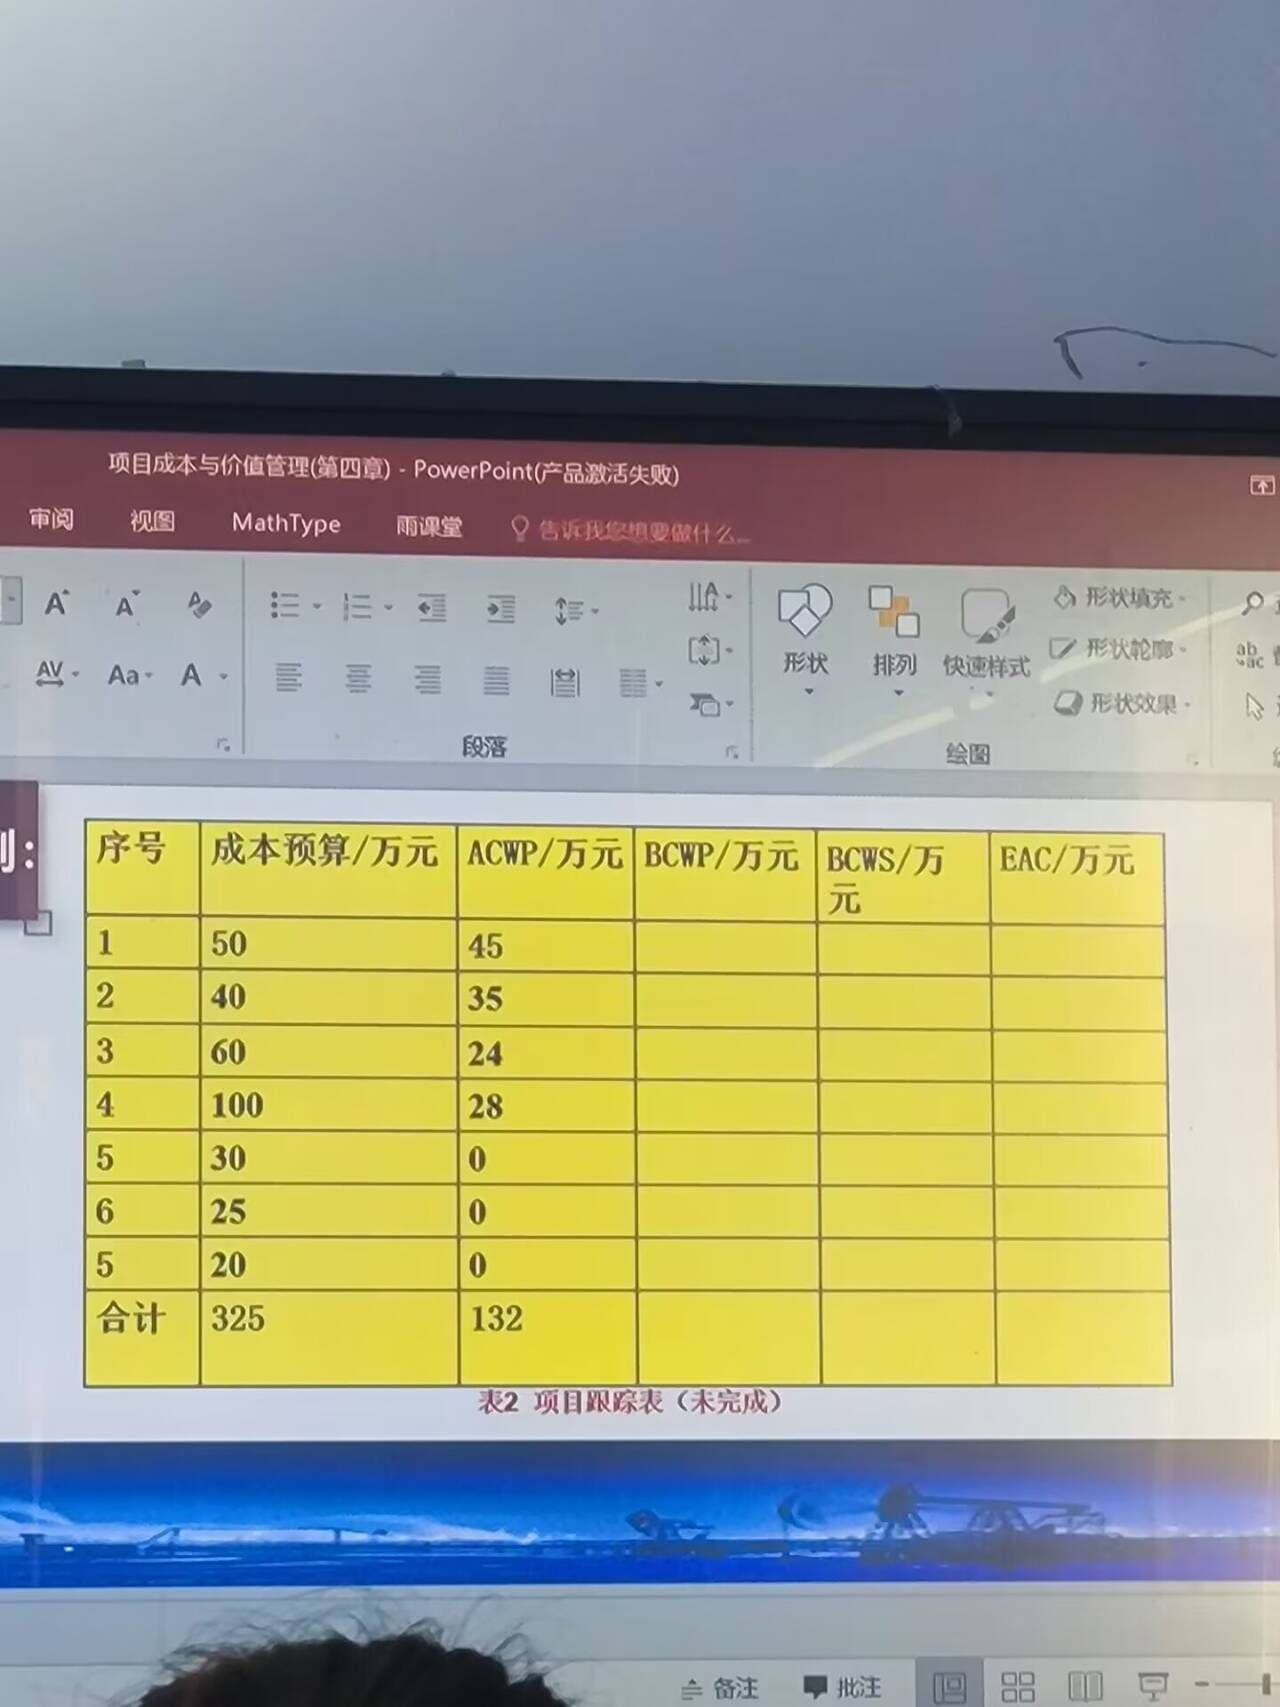 项目成本与价值管理(第四章) - PowerPoint(产品激活失败)
审阅 视图 MathType 雨课堂 告诉我您想要做什么...
形状填充
形状轮廓
形状效果
形状 排列 快速样式
Aa A
段落 绘图
序号 成本预算/万元 ACWP/万元 BCWP/万元 BCWS/万元 EAC/万元
1 50 45
2 40 35
3 60 24
4 100 28
5 30 0
6 25 0
5 20 0
合计 325 132
表2 项目跟踪表（未完成）
备注 批注